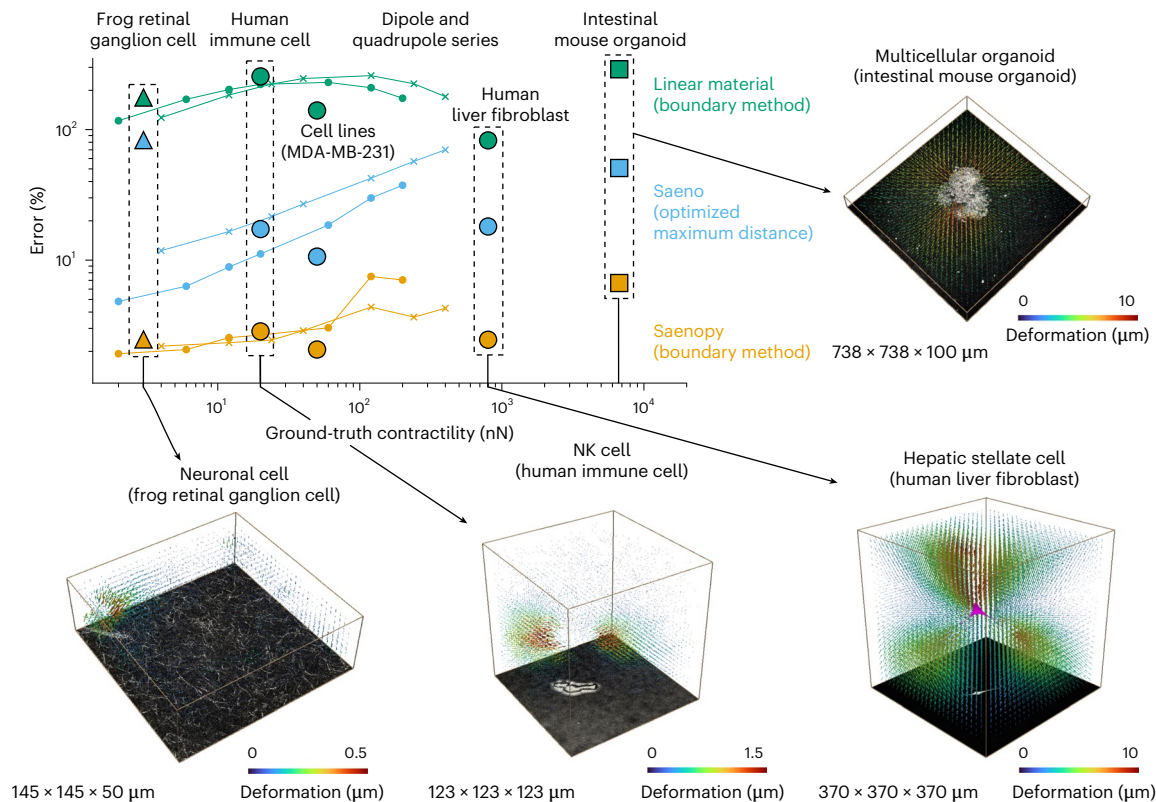 Frog retinal
ganglion cell
Human
immune cell
Dipole and
quadrupole series
Intestinal
mouse organoid
Multicellular organoid
(intestinal mouse organoid)
Linear material
(boundary method)
Human
liver fibroblast
Cell lines
(MDA-MB-231)
Saeno
(optimized
maximum distance)
Saenopy
(boundary method)
Error (%)
10²
10¹
10¹
10²
10³
10⁴
Ground-truth contractility (nN)
0 10
Deformation (µm)
738 × 738 × 100 µm
Neuronal cell
(frog retinal ganglion cell)
NK cell
(human immune cell)
Hepatic stellate cell
(human liver fibroblast)
0 0.5
Deformation (µm)
145 × 145 × 50 µm
0 1.5
Deformation (µm)
123 × 123 × 123 µm
0 10
Deformation (µm)
370 × 370 × 370 µm